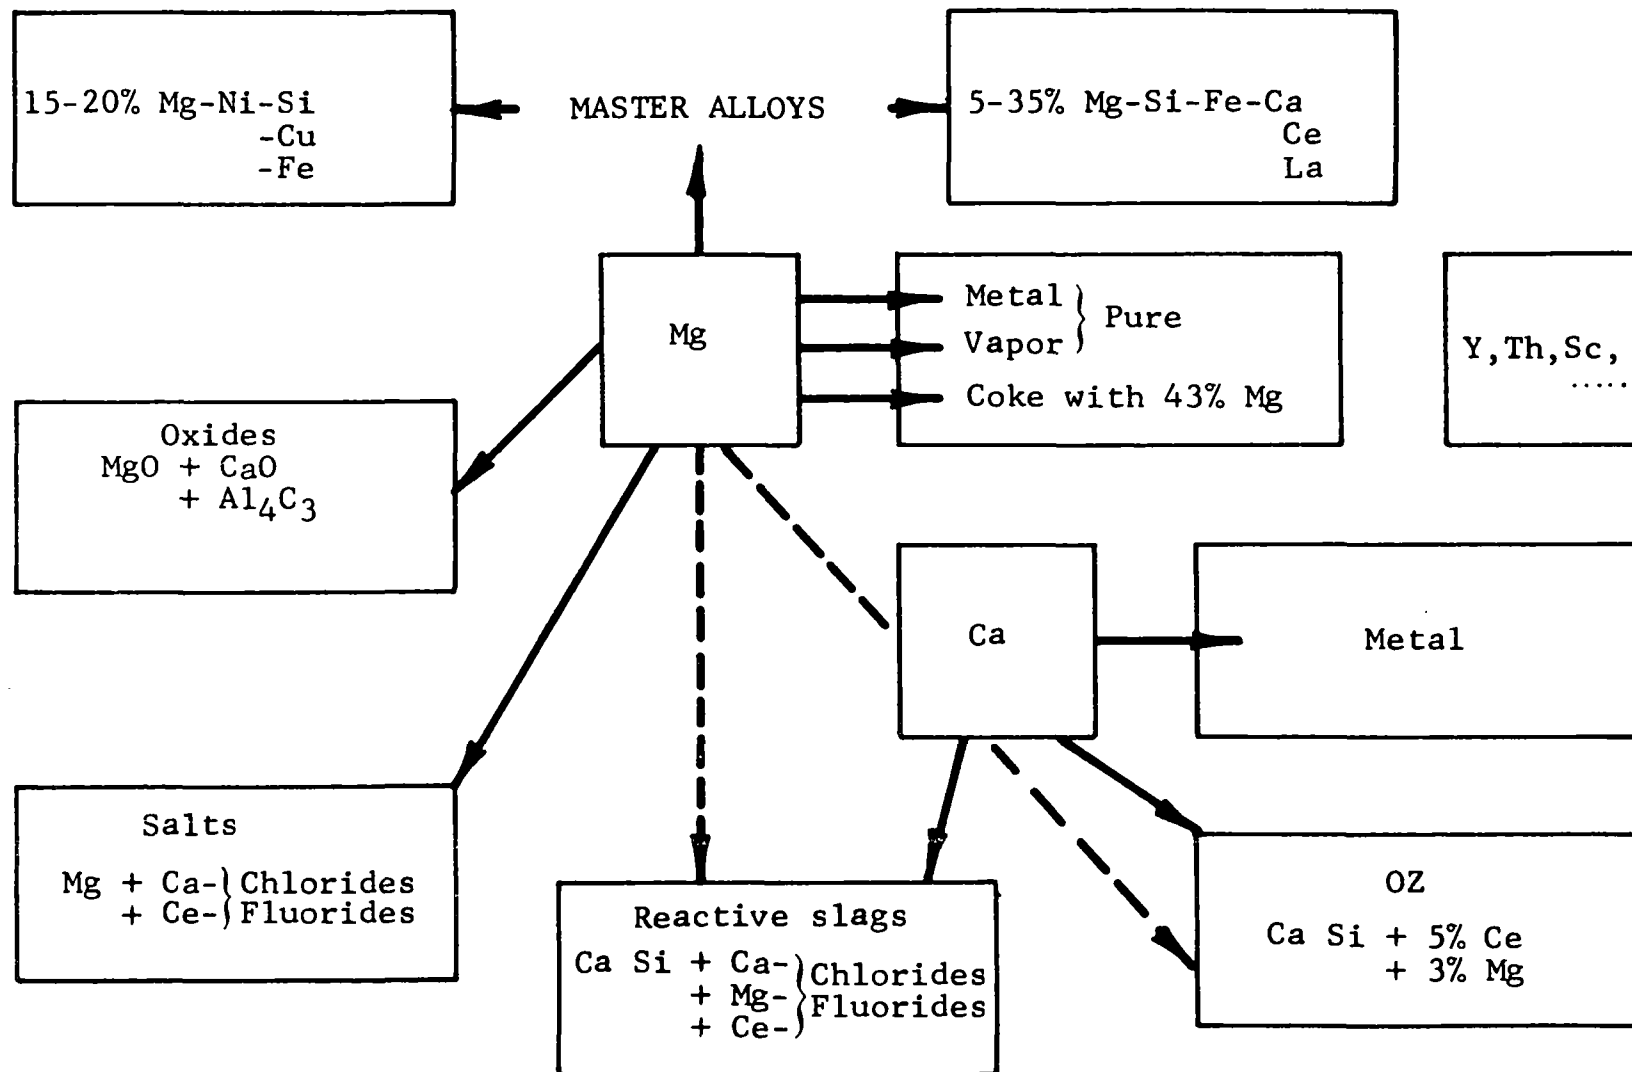 15-20% Mg-Ni-Si
-Cu
-Fe
MASTER ALLOYS
5-35% Mg-Si-Fe-Ca
Ce
La
Mg
Metal
Vapor
} Pure
Coke with 43% Mg
Y,Th,Sc,
.....
Oxides
MgO + CaO
+ Al₄C₃
Ca
Metal
Salts
Mg + Ca-} Chlorides
+ Ce-} Fluorides
Reactive slags
Ca Si + Ca-} Chlorides
+ Mg-} Fluorides
+ Ce-}
OZ
Ca Si + 5% Ce
+ 3% Mg